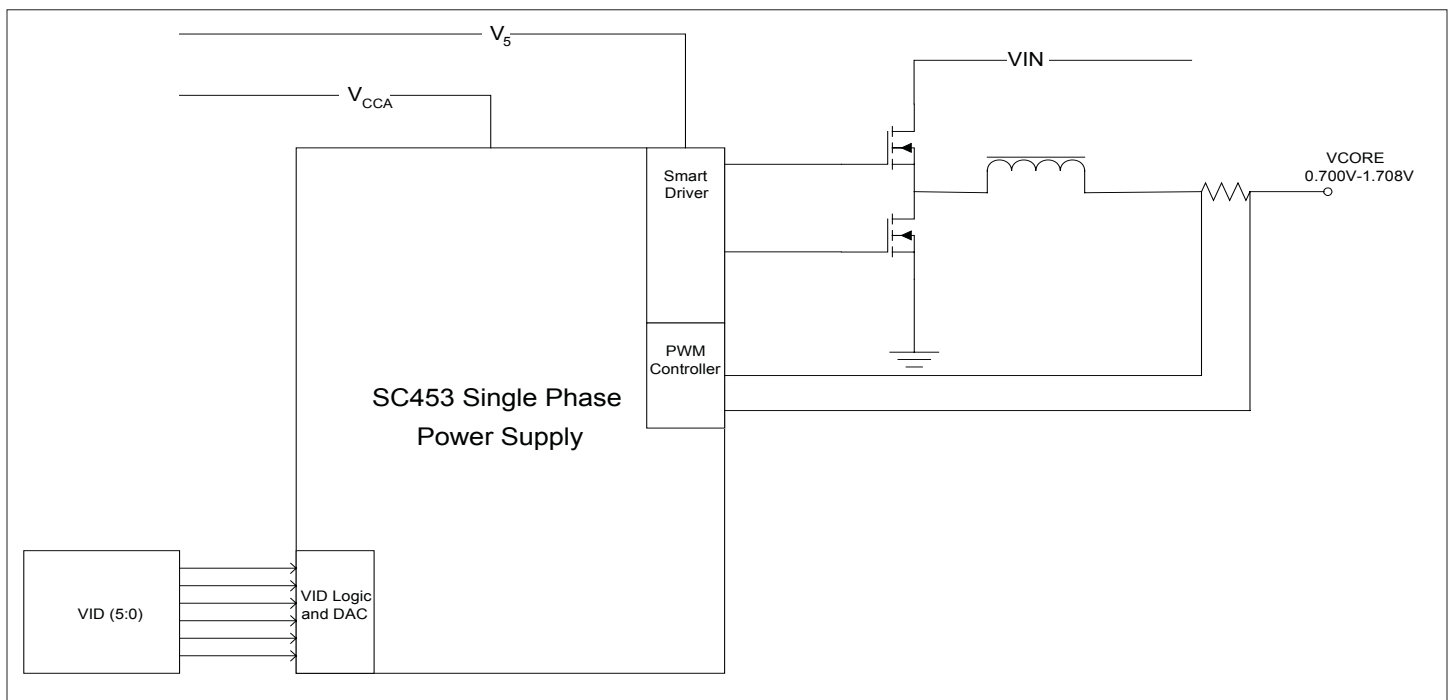 V5
VCCA
VIN
VCORE
0.700V-1.708V
Smart
Driver
PWM
Controller
SC453 Single Phase
Power Supply
VID (5:0)
VID Logic
and DAC